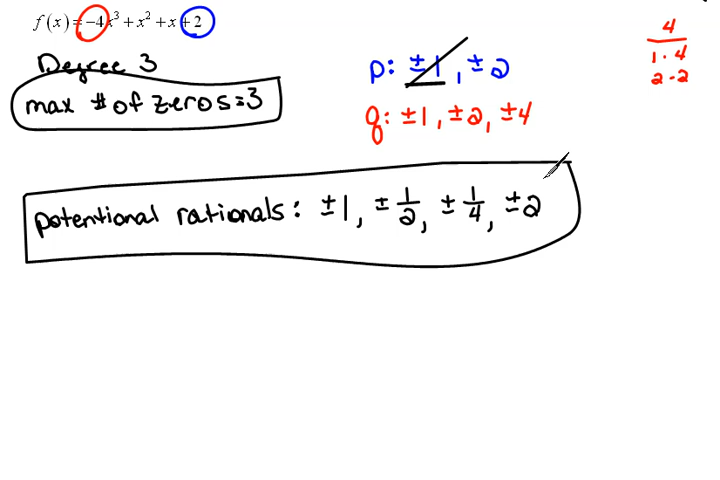 f(x)=-4x³+x²+x+2
Degree 3
max # of zeros=3
p: ±1, ±2
q: ±1, ±2, ±4
4
1·4
2·2
potentional rationals: ±1, ±1/2, ±1/4, ±2